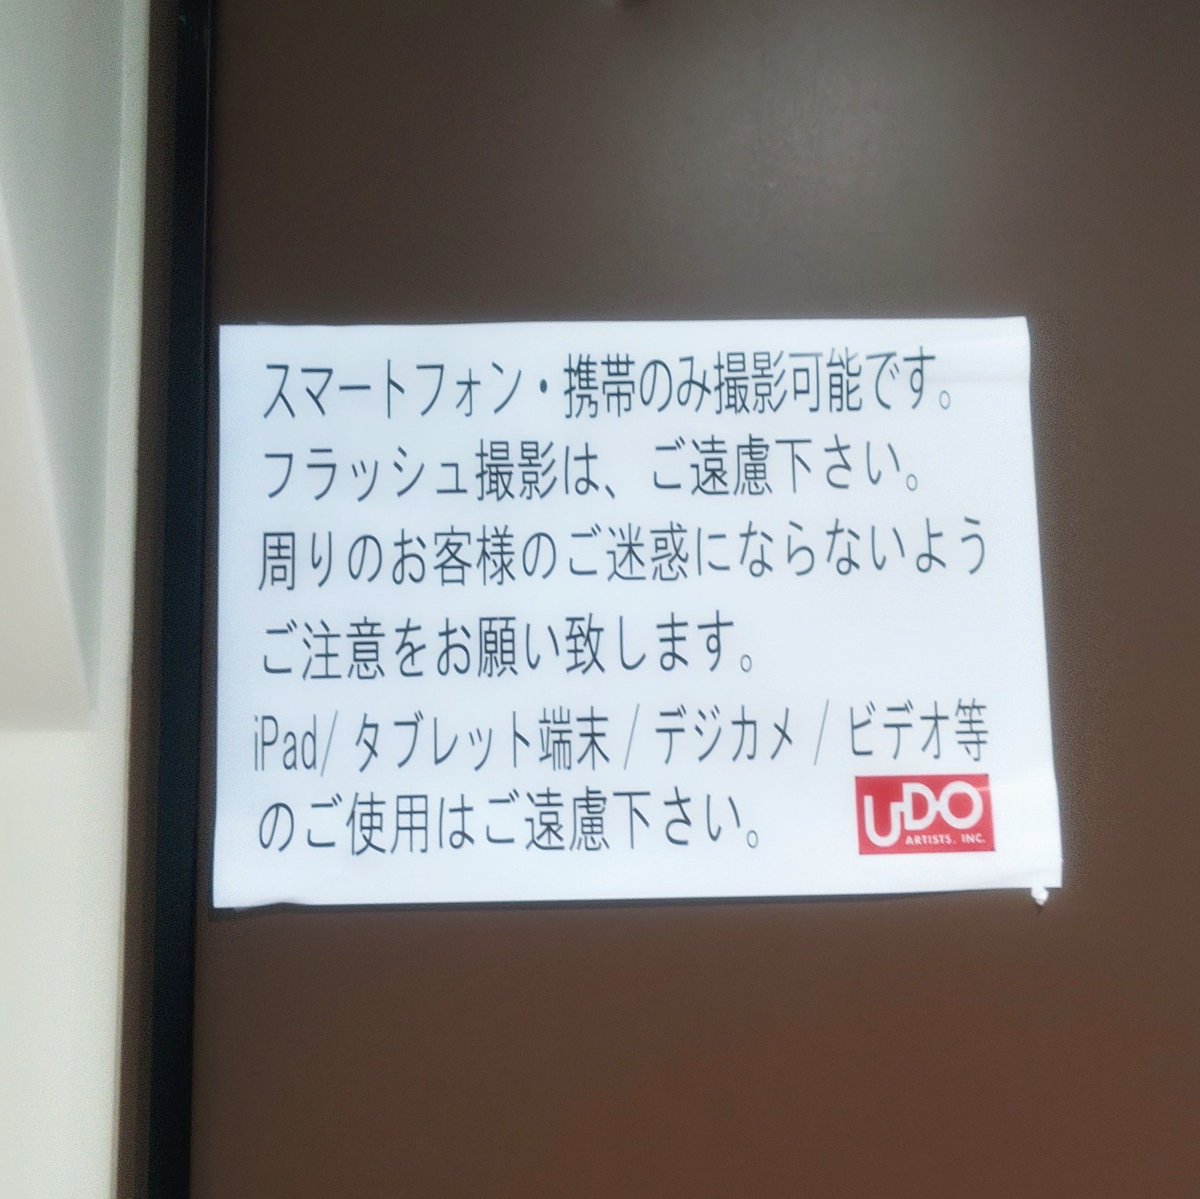 スマートフォン・携帯のみ撮影可能です。
フラッシュ撮影は、ご遠慮下さい。
周りのお客様のご迷惑にならないよう
ご注意をお願い致します。
iPad/ タブレット端末 / デジカメ / ビデオ等
のご使用はご遠慮下さい。
UDO
ARTISTS, INC.